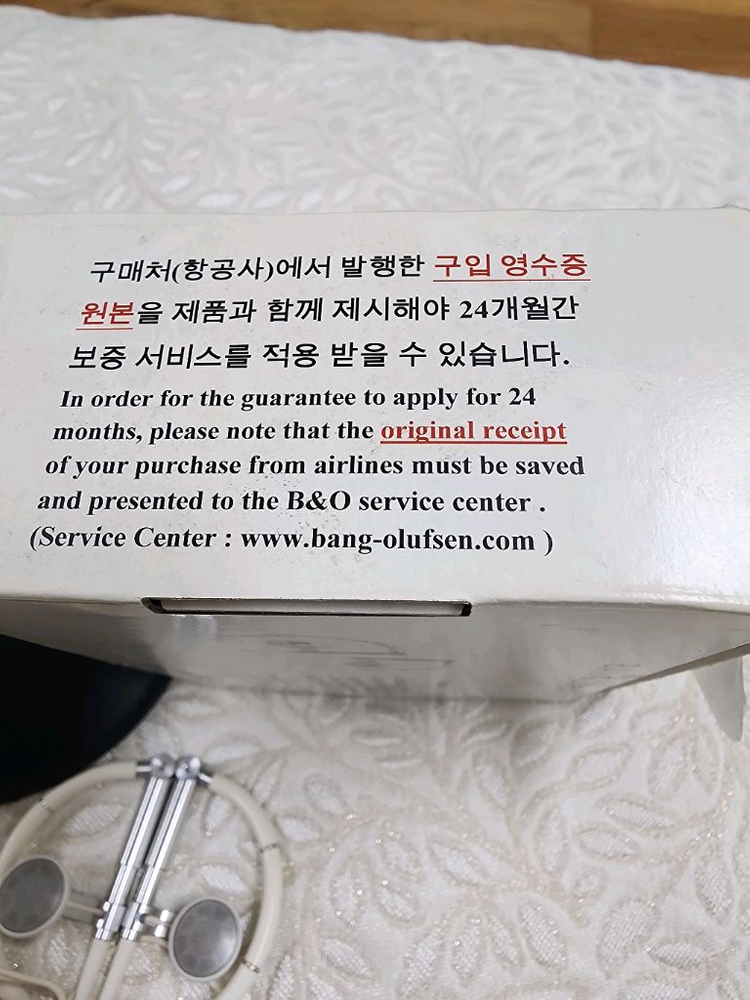 구매처(항공사)에서 발행한 구입 영수증
원본을 제품과 함께 제시해야 24개월간
보증 서비스를 적용 받을 수 있습니다.
In order for the guarantee to apply for 24
months, please note that the original receipt
of your purchase from airlines must be saved
and presented to the B&O service center .
(Service Center : www.bang-olufsen.com )